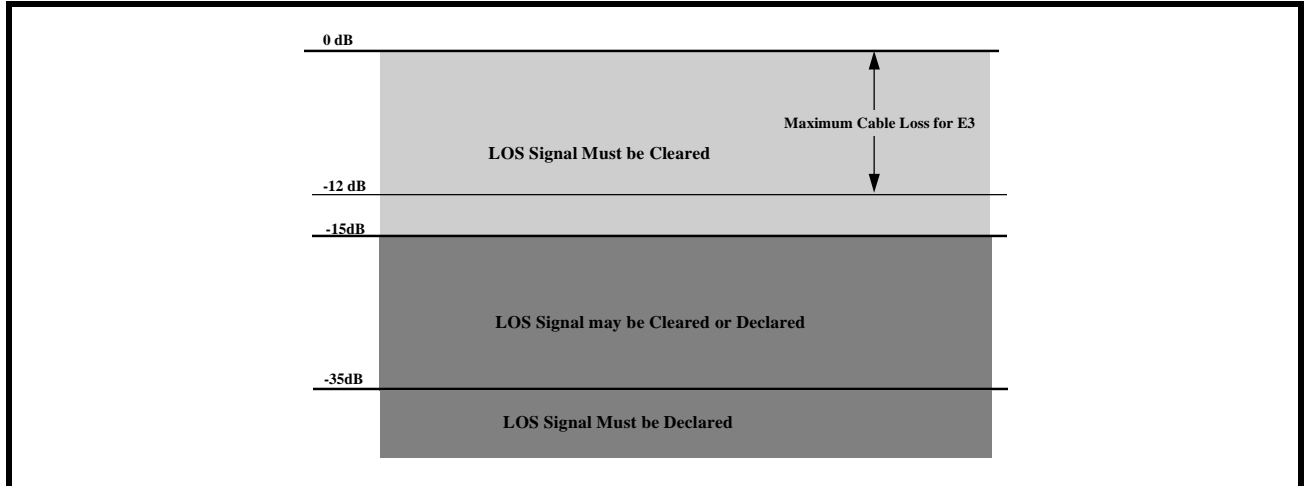 0 dB
Maximum Cable Loss for E3
LOS Signal Must be Cleared
-12 dB
-15dB
LOS Signal may be Cleared or Declared
-35dB
LOS Signal Must be Declared